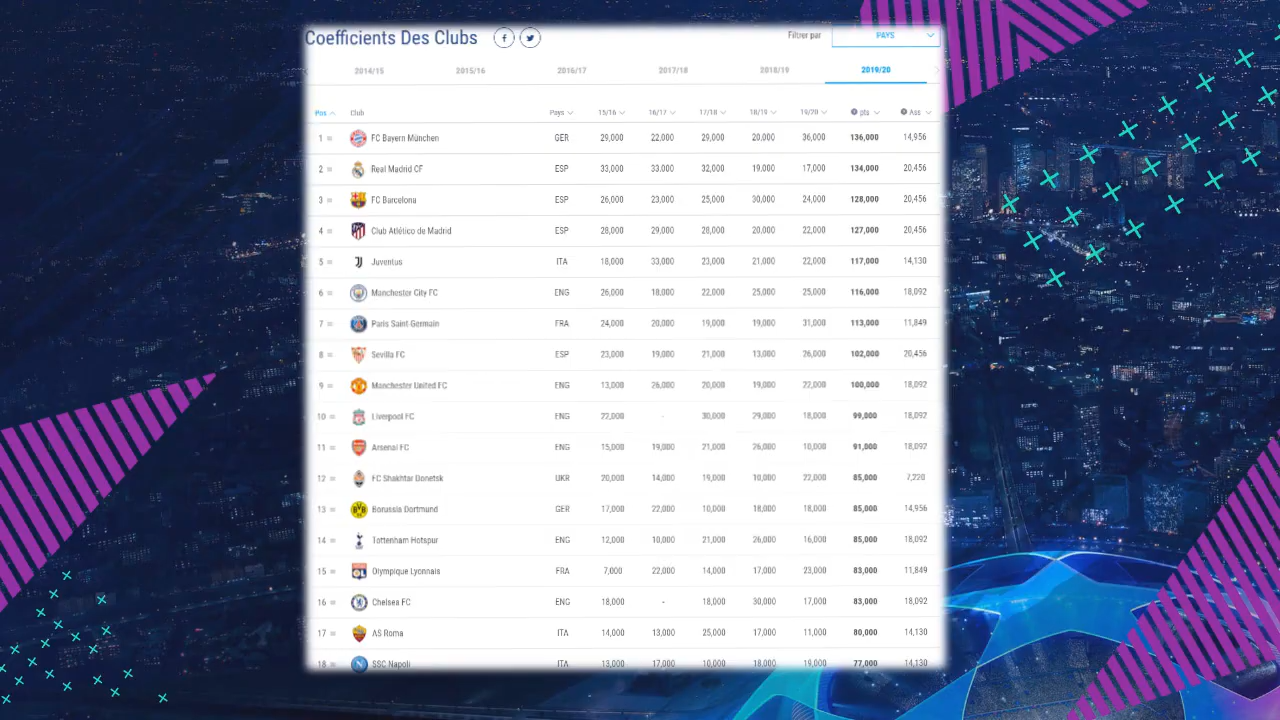 Coefficients Des Clubs f Filtrer par PAYS
2014/15 2015/16 2016/17 2017/18 2018/19 2019/20
Pos Club Pays 15/16 16/17 17/18 18/19 19/20 pts Ass
1 = FC Bayern München GER 29,000 22,000 29,000 20,000 36,000 136,000 14,956
2 = Real Madrid CF ESP 33,000 33,000 32,000 19,000 17,000 134,000 20,456
3 = FC Barcelona ESP 26,000 23,000 25,000 30,000 24,000 128,000 20,456
4 = Club Atlético de Madrid ESP 28,000 29,000 28,000 20,000 22,000 127,000 20,456
5 = Juventus ITA 18,000 33,000 23,000 21,000 22,000 117,000 14,130
6 = Manchester City FC ENG 26,000 18,000 22,000 25,000 25,000 116,000 18,092
7 = Paris Saint-Germain FRA 24,000 20,000 19,000 19,000 31,000 113,000 11,849
8 = Sevilla FC ESP 23,000 19,000 21,000 13,000 26,000 102,000 20,456
9 = Manchester United FC ENG 13,000 26,000 20,000 19,000 22,000 100,000 18,092
10 = Liverpool FC ENG 22,000 - 30,000 29,000 18,000 99,000 18,092
11 = Arsenal FC ENG 15,000 19,000 21,000 26,000 10,000 91,000 18,092
12 = FC Shakhtar Donetsk UKR 20,000 14,000 19,000 10,000 22,000 85,000 7,220
13 = Borussia Dortmund GER 17,000 22,000 10,000 18,000 18,000 85,000 14,956
14 = Tottenham Hotspur ENG 12,000 10,000 21,000 26,000 16,000 85,000 18,092
15 = Olympique Lyonnais FRA 7,000 22,000 14,000 17,000 23,000 83,000 11,849
16 = Chelsea FC ENG 18,000 - 18,000 30,000 17,000 83,000 18,092
17 = AS Roma ITA 14,000 13,000 25,000 17,000 11,000 80,000 14,130
18 = SSC Napoli ITA 13,000 17,000 10,000 18,000 19,000 77,000 14,130